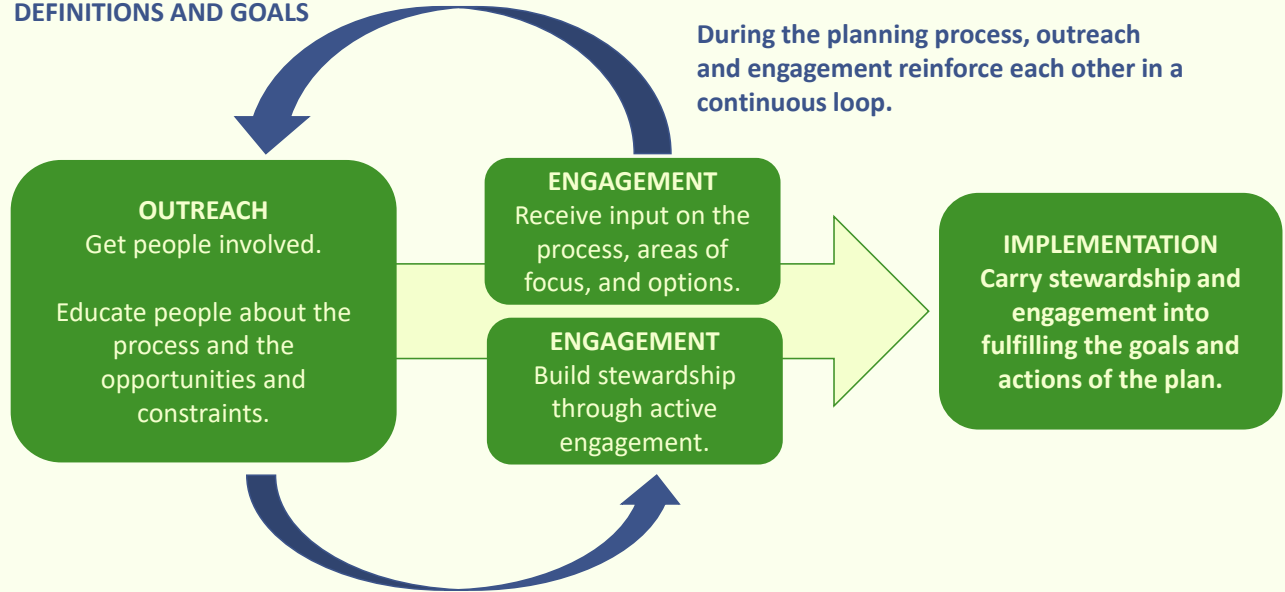 DEFINITIONS AND GOALS
During the planning process, outreach
and engagement reinforce each other in a
continuous loop.
OUTREACH
Get people involved.
Educate people about the
process and the
opportunities and
constraints.
ENGAGEMENT
Receive input on the
process, areas of
focus, and options.
ENGAGEMENT
Build stewardship
through active
engagement.
IMPLEMENTATION
Carry stewardship and
engagement into
fulfilling the goals and
actions of the plan.